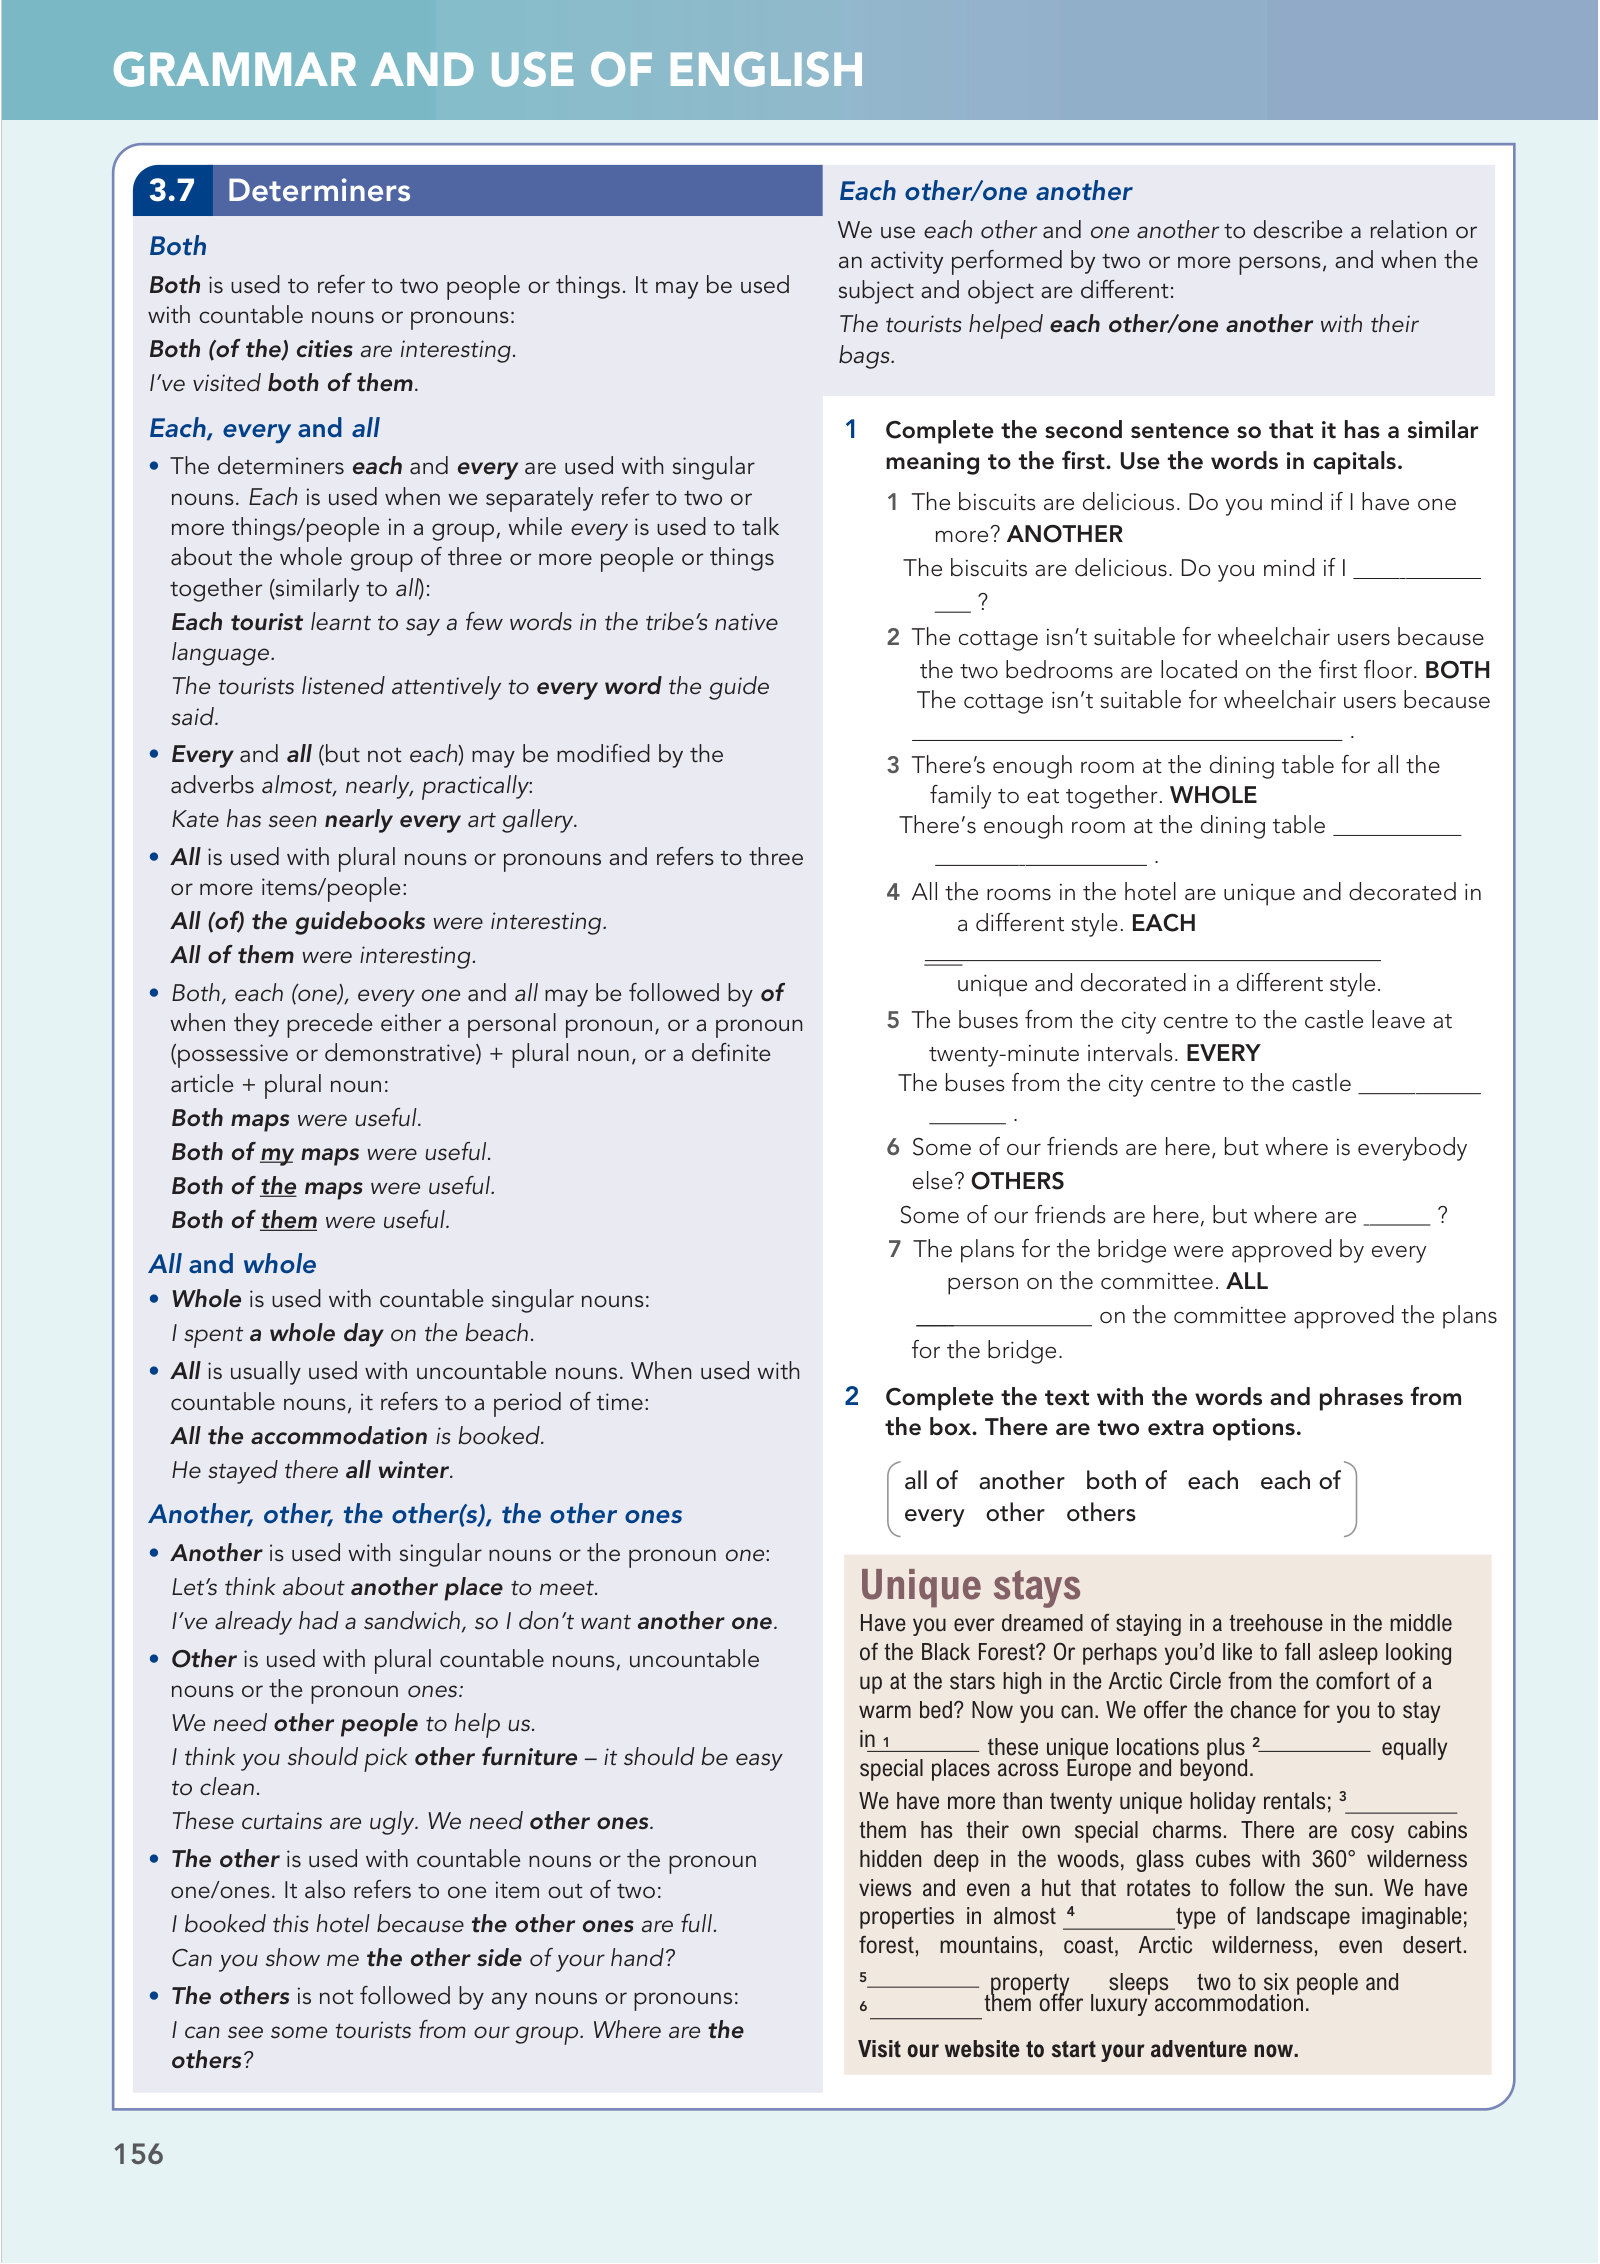 GRAMMAR AND USE OF ENGLISH
3.7 Determiners
Both
Both is used to refer to two people or things. It may be used
with countable nouns or pronouns:
Both (of the) cities are interesting.
I've visited both of them.
Each, every and all
• The determiners each and every are used with singular
nouns. Each is used when we separately refer to two or
more things/people in a group, while every is used to talk
about the whole group of three or more people or things
together (similarly to all):
Each tourist learnt to say a few words in the tribe's native
language.
The tourists listened attentively to every word the guide
said.
• Every and all (but not each) may be modified by the
adverbs almost, nearly, practically:
Kate has seen nearly every art gallery.
• All is used with plural nouns or pronouns and refers to three
or more items/people:
All (of) the guidebooks were interesting.
All of them were interesting.
• Both, each (one), every one and all may be followed by of
when they precede either a personal pronoun, or a pronoun
(possessive or demonstrative) + plural noun, or a definite
article + plural noun:
Both maps were useful.
Both of my maps were useful.
Both of the maps were useful.
Both of them were useful.
All and whole
• Whole is used with countable singular nouns:
I spent a whole day on the beach.
• All is usually used with uncountable nouns. When used with
countable nouns, it refers to a period of time:
All the accommodation is booked.
He stayed there all winter.
Another, other, the other(s), the other ones
• Another is used with singular nouns or the pronoun one:
Let's think about another place to meet.
I've already had a sandwich, so I don't want another one.
• Other is used with plural countable nouns, uncountable
nouns or the pronoun ones:
We need other people to help us.
I think you should pick other furniture – it should be easy
to clean.
These curtains are ugly. We need other ones.
• The other is used with countable nouns or the pronoun
one/ones. It also refers to one item out of two:
I booked this hotel because the other ones are full.
Can you show me the other side of your hand?
• The others is not followed by any nouns or pronouns:
I can see some tourists from our group. Where are the
others?
Each other/one another
We use each other and one another to describe a relation or
an activity performed by two or more persons, and when the
subject and object are different:
The tourists helped each other/one another with their
bags.
1 Complete the second sentence so that it has a similar
meaning to the first. Use the words in capitals.
1 The biscuits are delicious. Do you mind if I have one
more? ANOTHER
The biscuits are delicious. Do you mind if I __________
___ ?
2 The cottage isn't suitable for wheelchair users because
the two bedrooms are located on the first floor. BOTH
The cottage isn't suitable for wheelchair users because
__________________________________ .
3 There's enough room at the dining table for all the
family to eat together. WHOLE
There's enough room at the dining table __________
_________________ .
4 All the rooms in the hotel are unique and decorated in
a different style. EACH
____________________________________
unique and decorated in a different style.
5 The buses from the city centre to the castle leave at
twenty-minute intervals. EVERY
The buses from the city centre to the castle __________
______ .
6 Some of our friends are here, but where is everybody
else? OTHERS
Some of our friends are here, but where are _____ ?
7 The plans for the bridge were approved by every
person on the committee. ALL
______________ on the committee approved the plans
for the bridge.
2 Complete the text with the words and phrases from
the box. There are two extra options.
all of another both of each each of
every other others
Unique stays
Have you ever dreamed of staying in a treehouse in the middle
of the Black Forest? Or perhaps you'd like to fall asleep looking
up at the stars high in the Arctic Circle from the comfort of a
warm bed? Now you can. We offer the chance for you to stay
in 1 _________ these unique locations plus 2 _________ equally
special places across Europe and beyond.
We have more than twenty unique holiday rentals; 3 _________
them has their own special charms. There are cosy cabins
hidden deep in the woods, glass cubes with 360° wilderness
views and even a hut that rotates to follow the sun. We have
properties in almost 4 _________ type of landscape imaginable;
forest, mountains, coast, Arctic wilderness, even desert.
5 _________ property sleeps two to six people and
6 _________ them offer luxury accommodation.
Visit our website to start your adventure now.
156